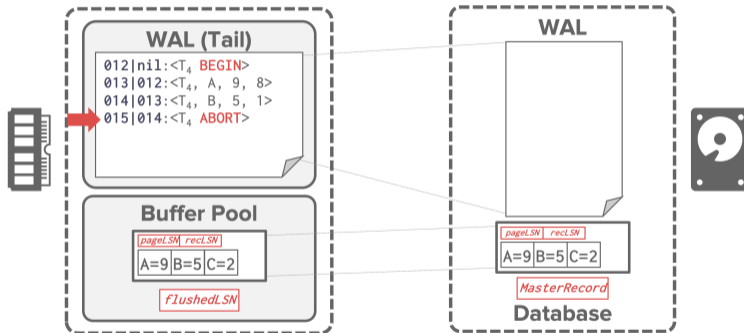 WAL (Tail)
012|nil:<T4 BEGIN>
013|012:<T4, A, 9, 8>
014|013:<T4, B, 5, 1>
015|014:<T4 ABORT>
Buffer Pool
pageLSN recLSN
A=9 B=5 C=2
flushedLSN
WAL
pageLSN recLSN
A=9 B=5 C=2
MasterRecord
Database